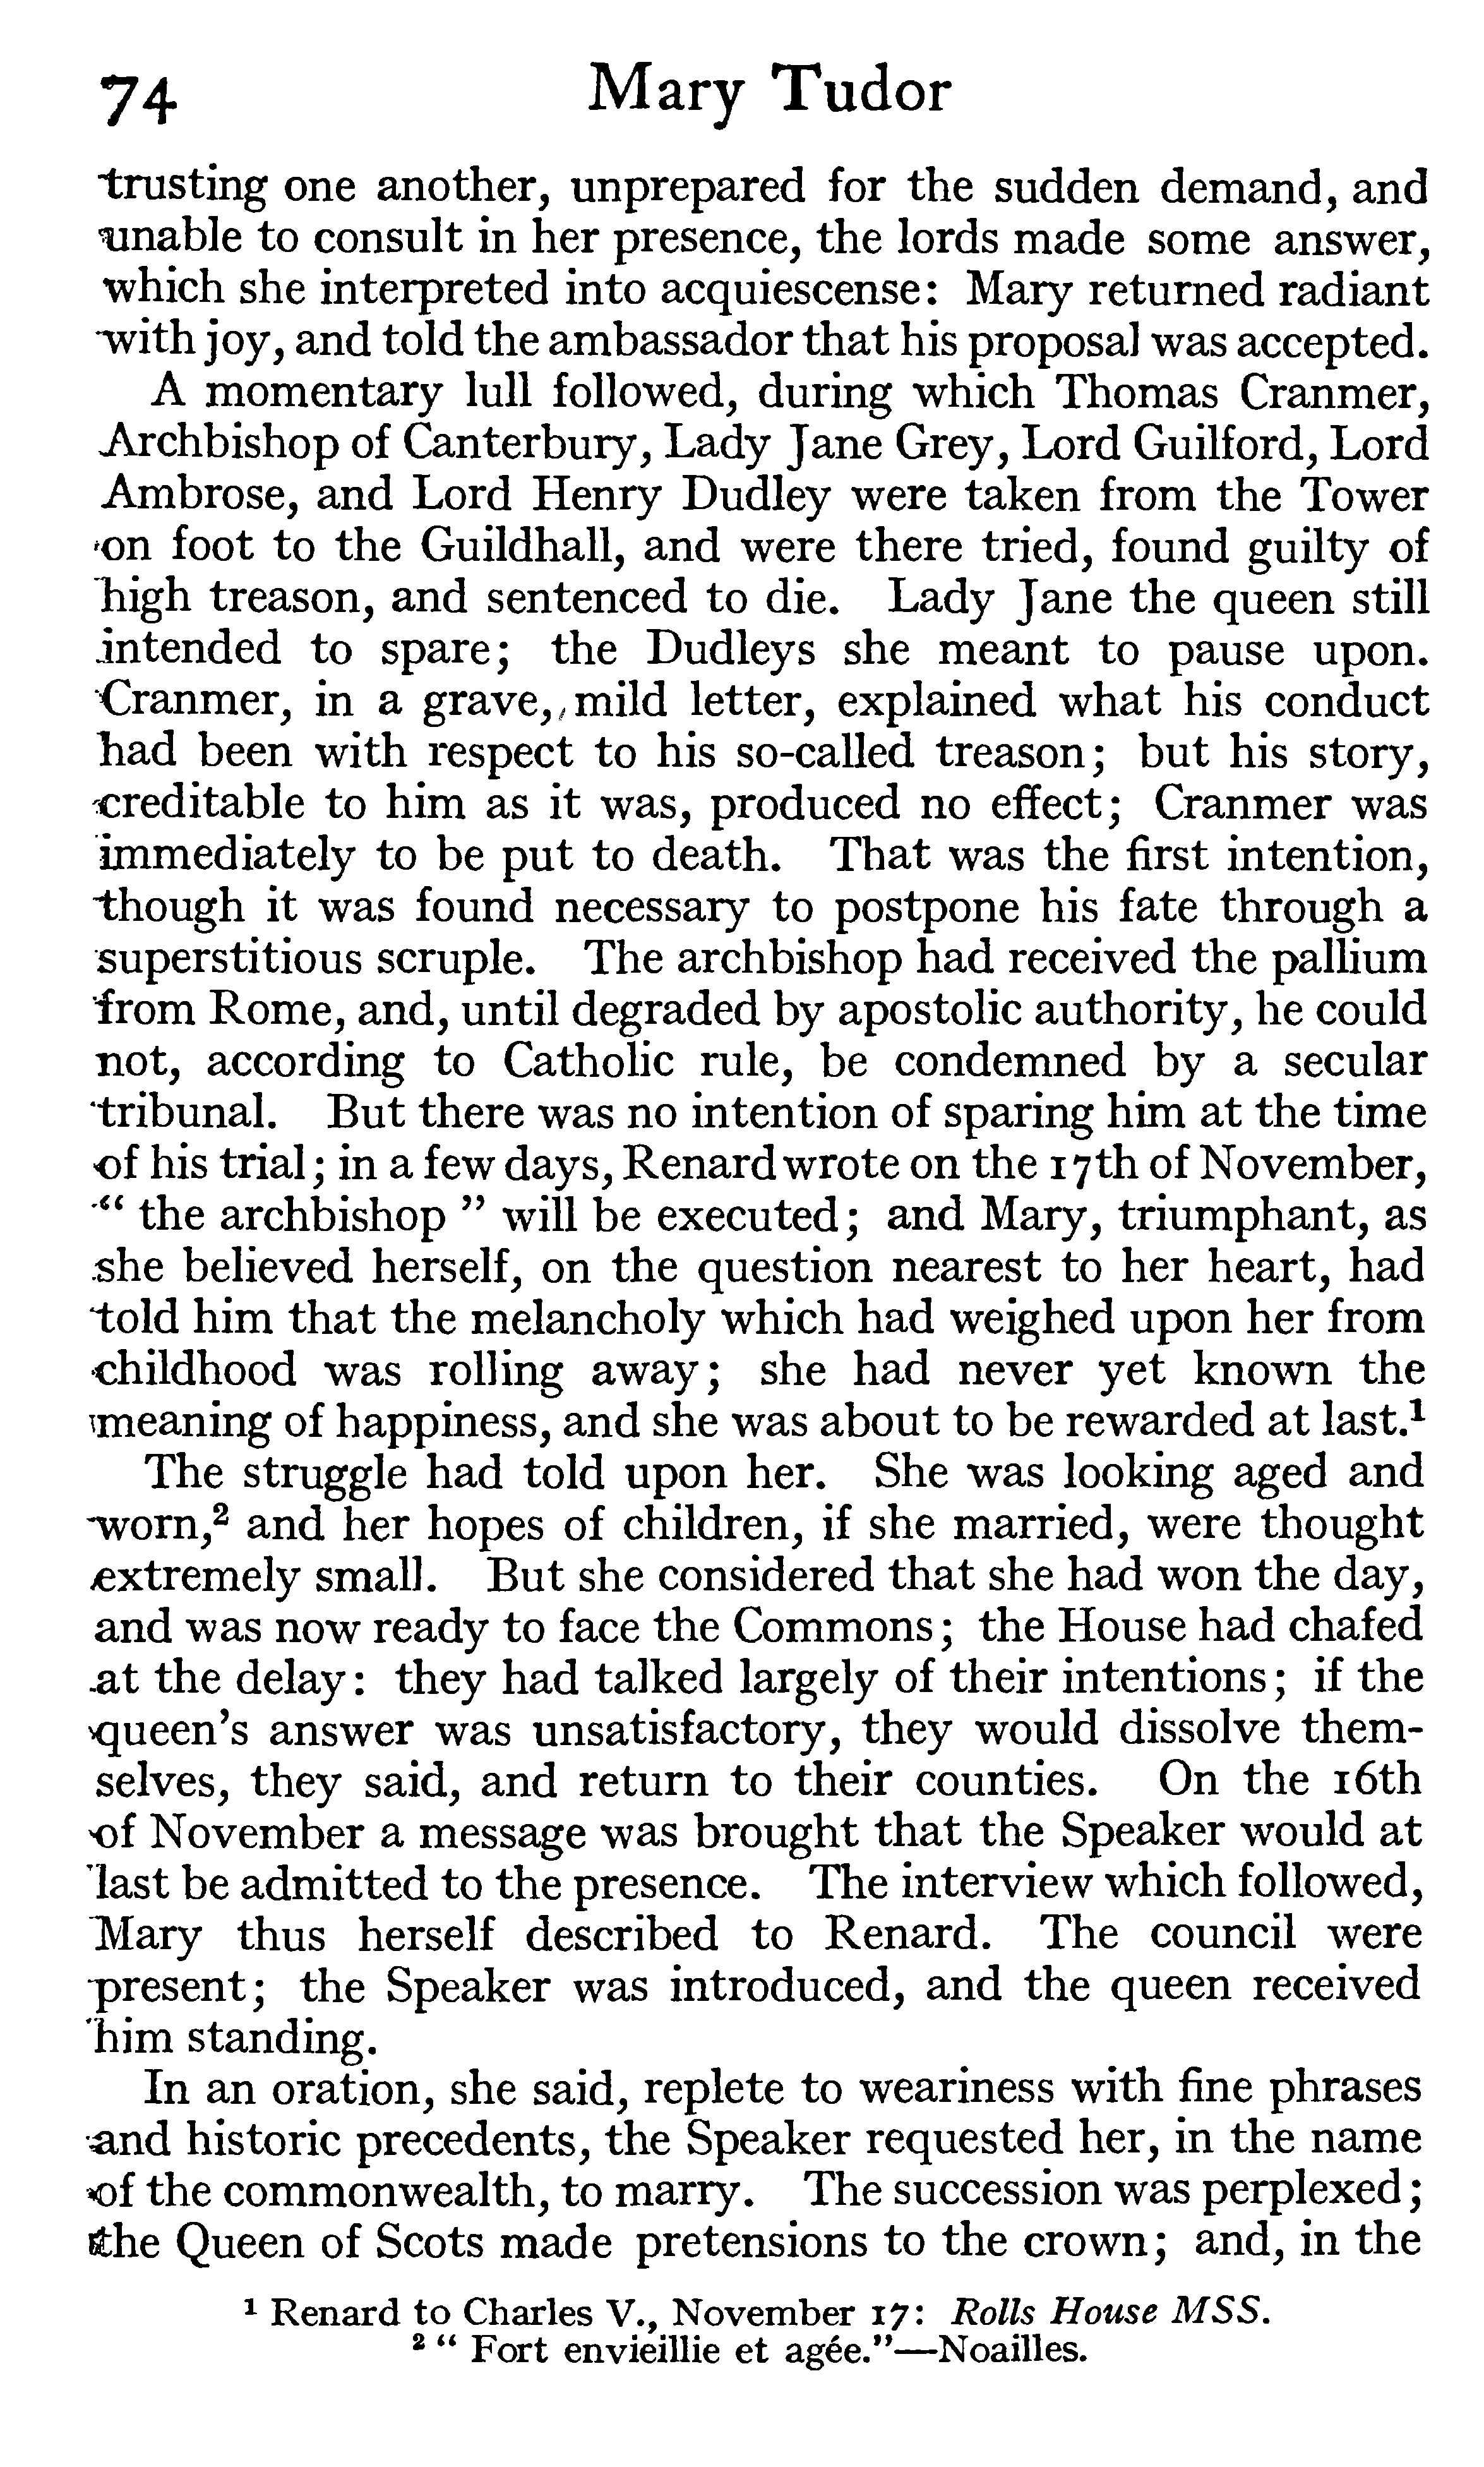 74 Mary Tudor
trusting one another, unprepared for the sudden demand, and
unable to consult in her presence, the lords made some answer,
which she interpreted into acquiescense: Mary returned radiant
with joy, and told the ambassador that his proposal was accepted.
A momentary lull followed, during which Thomas Cranmer,
Archbishop of Canterbury, Lady Jane Grey, Lord Guilford, Lord
Ambrose, and Lord Henry Dudley were taken from the Tower
on foot to the Guildhall, and were there tried, found guilty of
high treason, and sentenced to die. Lady Jane the queen still
intended to spare; the Dudleys she meant to pause upon.
Cranmer, in a grave, mild letter, explained what his conduct
had been with respect to his so-called treason; but his story,
creditable to him as it was, produced no effect; Cranmer was
immediately to be put to death. That was the first intention,
though it was found necessary to postpone his fate through a
superstitious scruple. The archbishop had received the pallium
from Rome, and, until degraded by apostolic authority, he could
not, according to Catholic rule, be condemned by a secular
tribunal. But there was no intention of sparing him at the time
of his trial; in a few days, Renard wrote on the 17th of November,
" the archbishop " will be executed; and Mary, triumphant, as
she believed herself, on the question nearest to her heart, had
told him that the melancholy which had weighed upon her from
childhood was rolling away; she had never yet known the
meaning of happiness, and she was about to be rewarded at last.¹
The struggle had told upon her. She was looking aged and
worn,² and her hopes of children, if she married, were thought
extremely small. But she considered that she had won the day,
and was now ready to face the Commons; the House had chafed
at the delay: they had talked largely of their intentions; if the
queen's answer was unsatisfactory, they would dissolve them-
selves, they said, and return to their counties. On the 16th
of November a message was brought that the Speaker would at
last be admitted to the presence. The interview which followed,
Mary thus herself described to Renard. The council were
present; the Speaker was introduced, and the queen received
him standing.
In an oration, she said, replete to weariness with fine phrases
and historic precedents, the Speaker requested her, in the name
of the commonwealth, to marry. The succession was perplexed;
the Queen of Scots made pretensions to the crown; and, in the
¹ Renard to Charles V., November 17: Rolls House MSS.
² " Fort envieillie et agée."—Noailles.